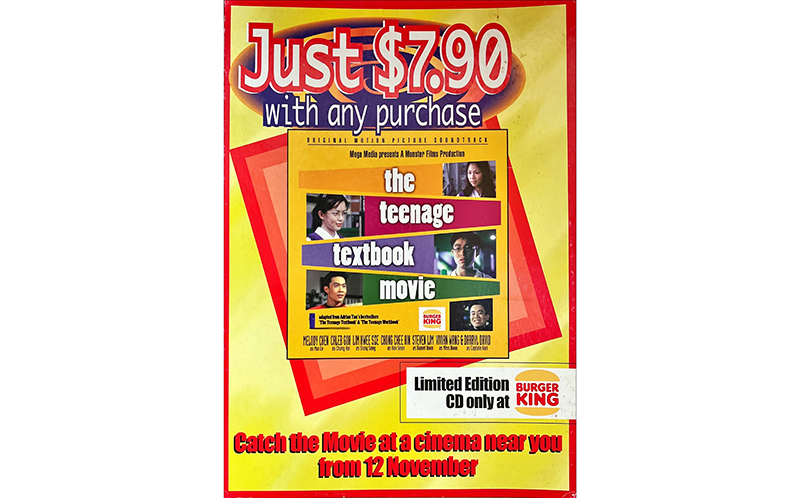 Just $7.90
with any purchase
ORIGINAL MOTION PICTURE SOUNDTRACK
Mega Media presents A Monster Films Production
the
teenage
textbook
movie
adapted from Adrian Tan's bestsellers
'The Teenage Textbook' & 'The Teenage Workbook'
BURGER
KING
MELODY CHEN CALEB GOH LIM HWEE SZE CHONG CHEE KIN STEVEN LIM VIVIAN WANG & DARRYL DAVID
Limited Edition
CD only at
BURGER
KING
Catch the Movie at a cinema near you
from 12 November